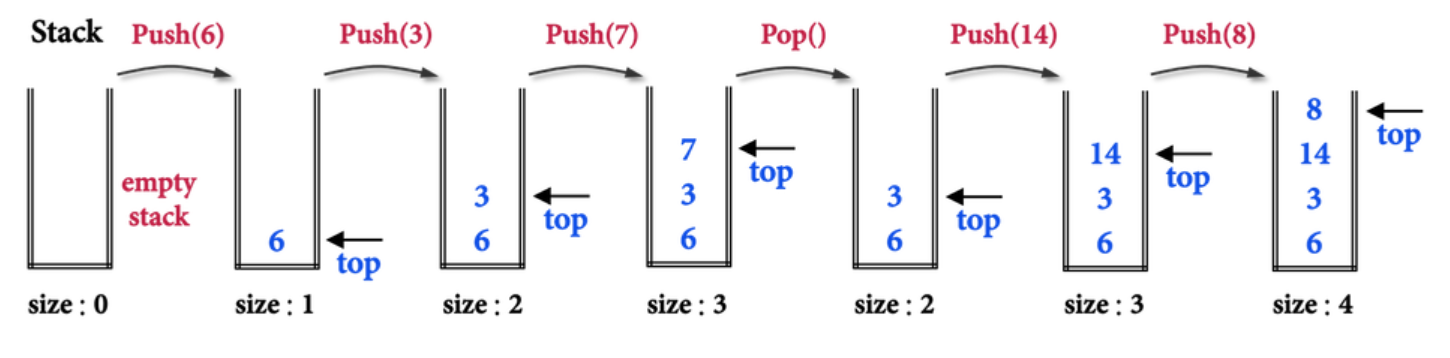 Stack Push(6) Push(3) Push(7) Pop() Push(14) Push(8)
empty
stack
6
top
3
6
top
7
3
6
top
3
6
top
14
3
6
top
8
14
3
6
top
size : 0 size : 1 size : 2 size : 3 size : 2 size : 3 size : 4